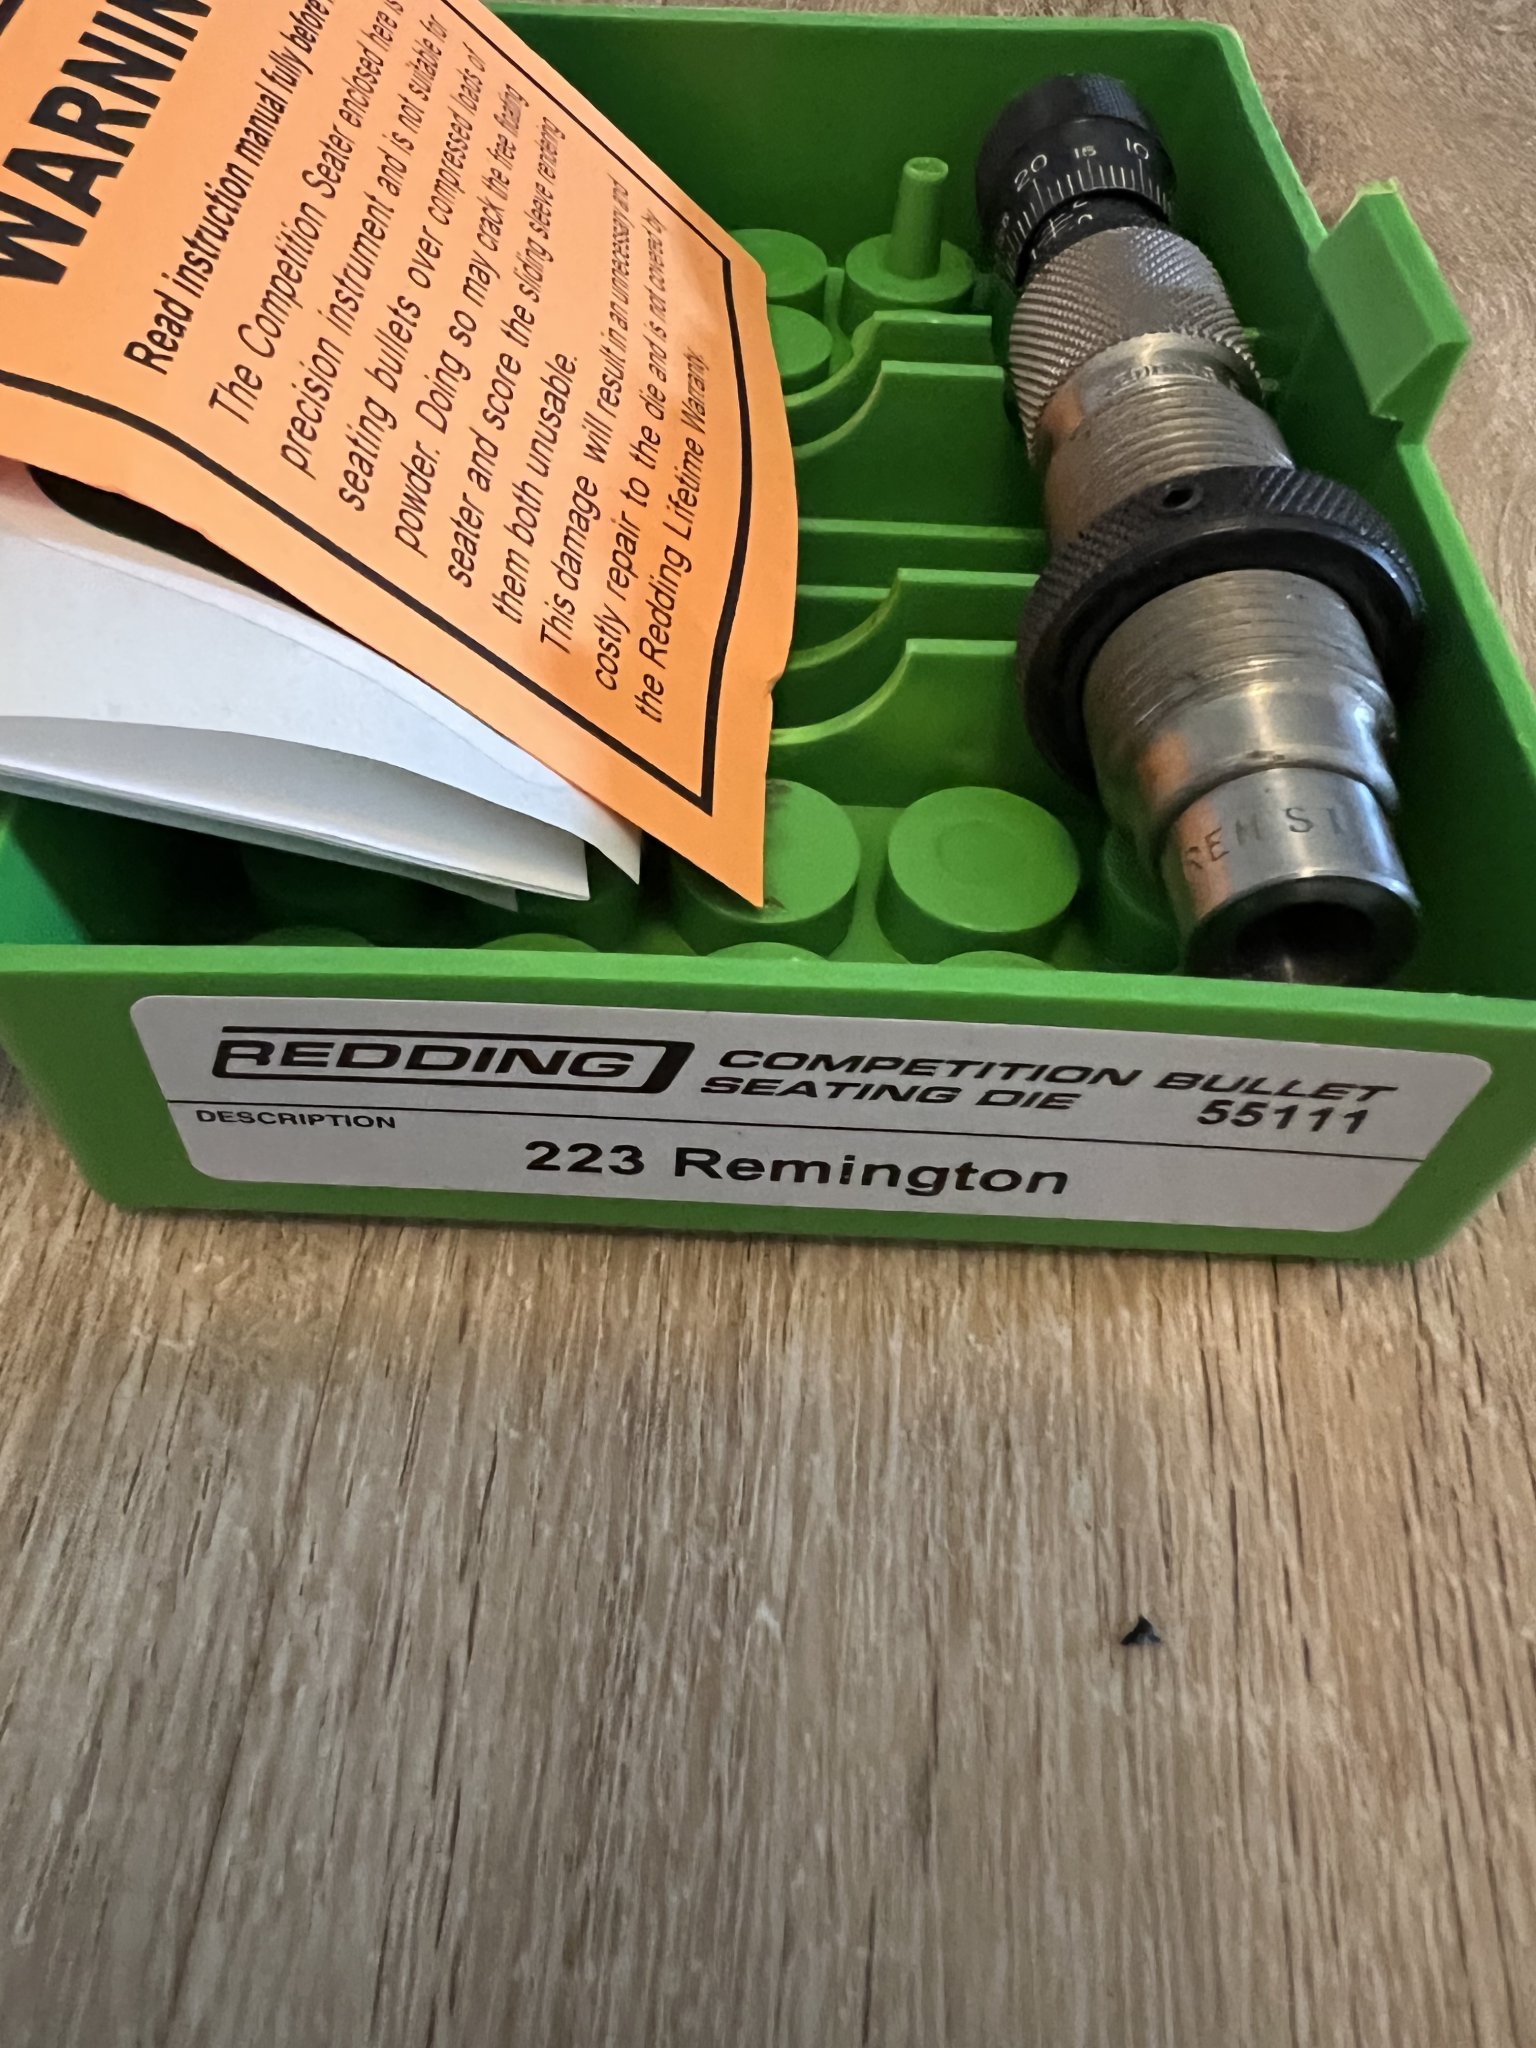 WARNIN
Read instruction manual fully before
The Competition Seater enclosed here is
precision instrument and is not suitable for
seating bullets over compressed loads of
powder. Doing so may crack the free floating
seater and score the sliding sleeve rendering
them both unusable.
This damage will result in an unnecessary and
costly repair to the die and is not covered by
the Redding Lifetime Warranty.
20 15 10
REM SI
REDDING
COMPETITION BULLET
SEATING DIE 55111
DESCRIPTION
223 Remington